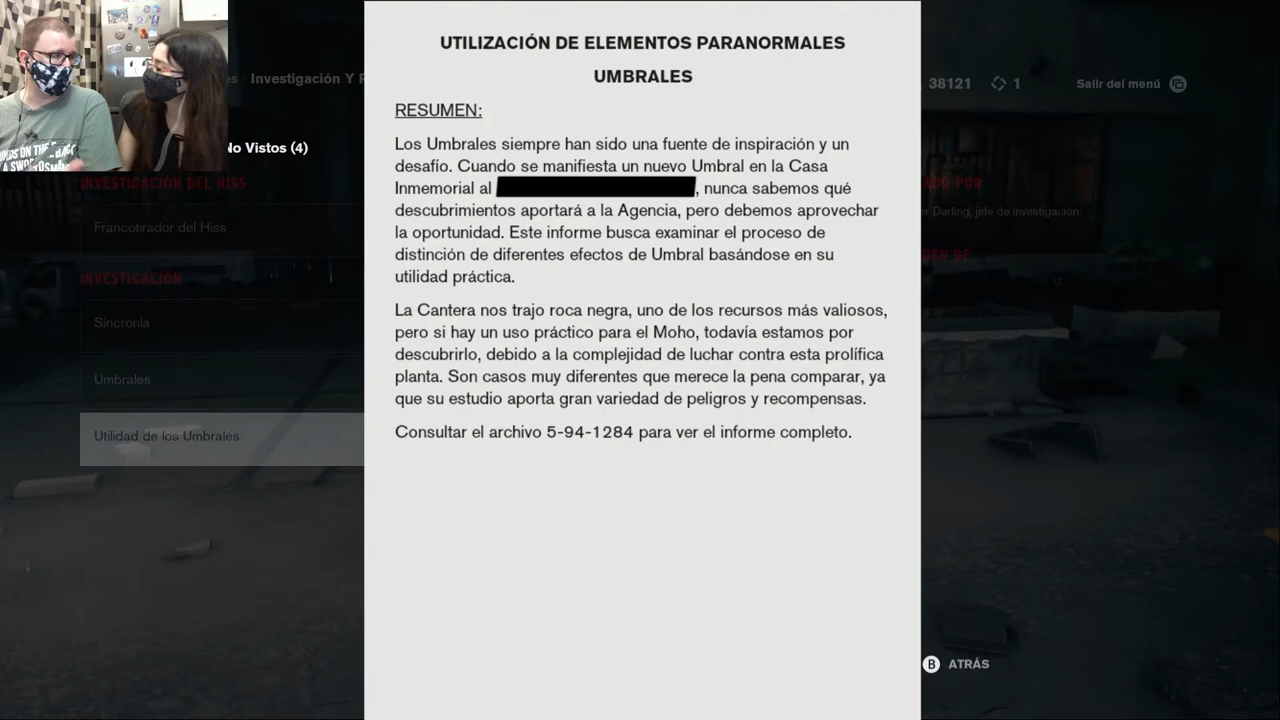 UTILIZACIÓN DE ELEMENTOS PARANORMALES
UMBRALES
RESUMEN:
Los Umbrales siempre han sido una fuente de inspiración y un
desafío. Cuando se manifiesta un nuevo Umbral en la Casa
Inmemorial al , nunca sabemos qué
descubrimientos aportará a la Agencia, pero debemos aprovechar
la oportunidad. Este informe busca examinar el proceso de
distinción de diferentes efectos de Umbral basándose en su
utilidad práctica.
La Cantera nos trajo roca negra, uno de los recursos más valiosos,
pero si hay un uso práctico para el Moho, todavía estamos por
descubrirlo, debido a la complejidad de luchar contra esta prolífica
planta. Son casos muy diferentes que merece la pena comparar, ya
que su estudio aporta gran variedad de peligros y recompensas.
Consultar el archivo 5-94-1284 para ver el informe completo.
Investigación Y
No Vistos (4)
INVESTIGACIÓN DEL HISS
Francotirador del Hiss
INVESTIGACIÓN
Sincronía
Umbrales
Utilidad de los Umbrales
38121 1
Salir del menú
Darling, jefe de investigación
B ATRÁS